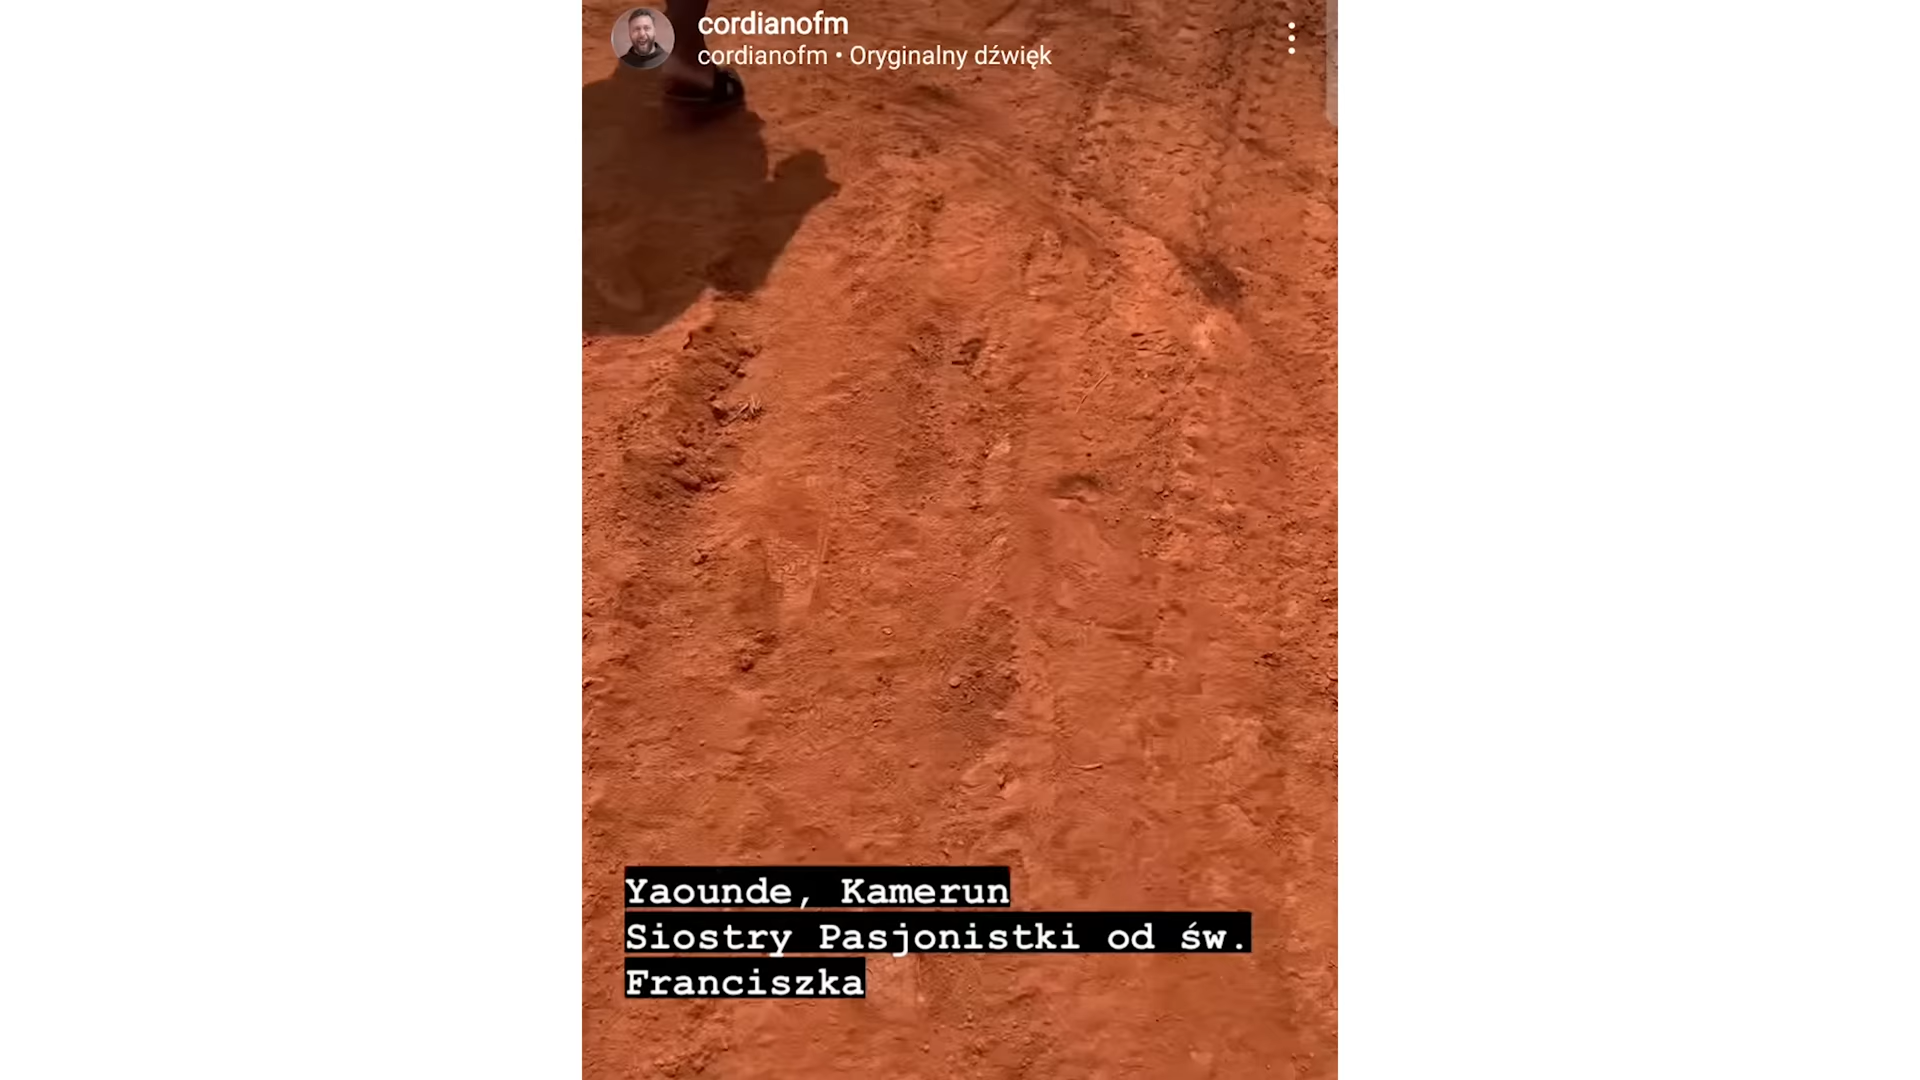 cordianofm
cordianofm • Oryginalny dźwięk
Yaounde, Kamerun
Siostry Pasjonistki od św.
Franciszka